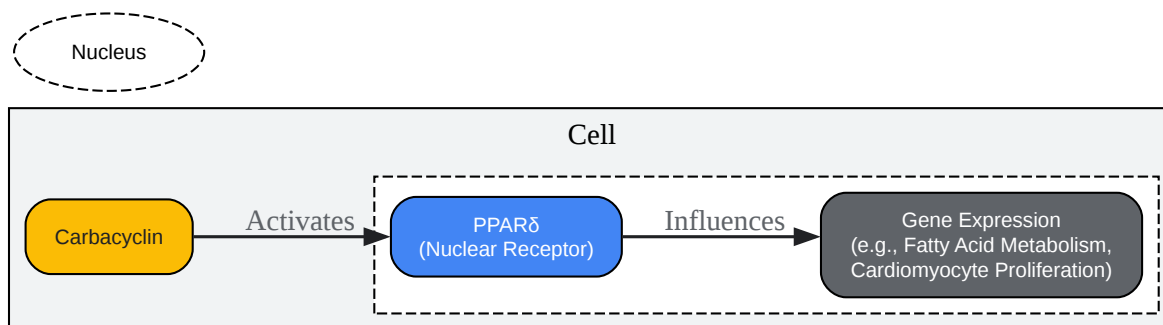 Nucleus
Cell
Carbacyclin
Activates
PPARδ
(Nuclear Receptor)
Influences
Gene Expression
(e.g., Fatty Acid Metabolism,
Cardiomyocyte Proliferation)